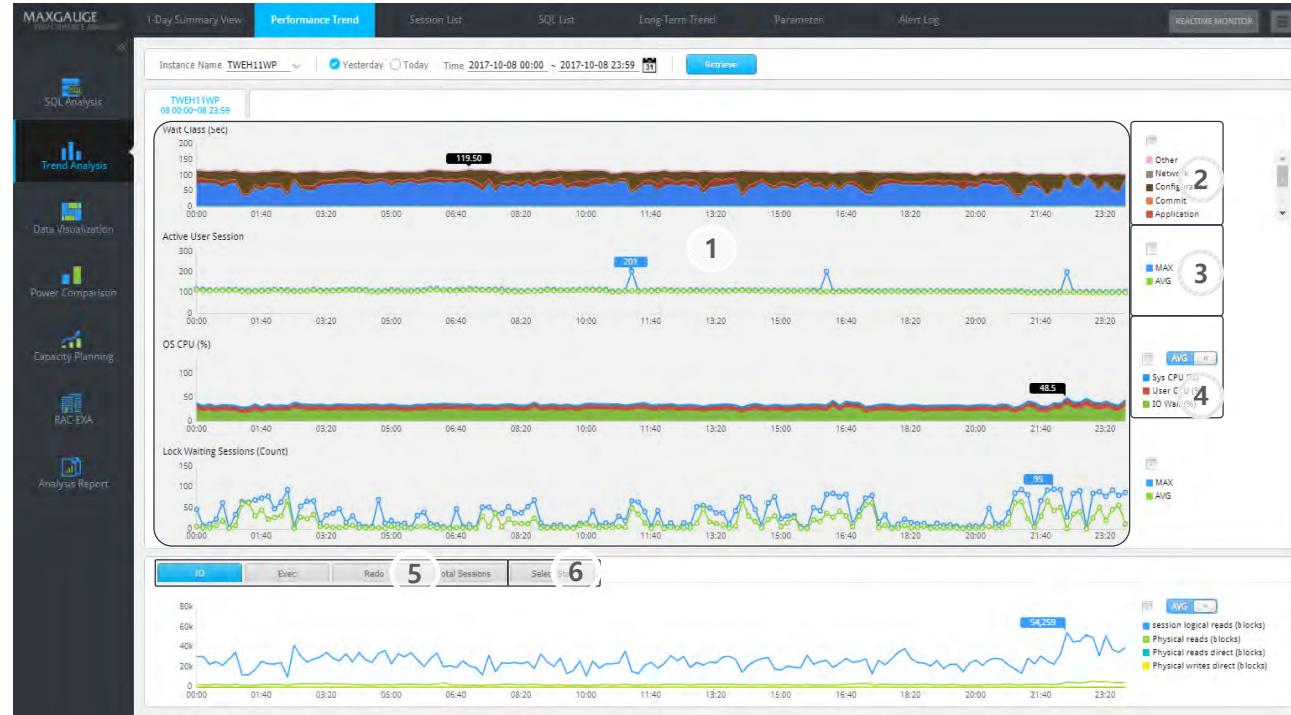 MAXGAUGE
1-Day Summary View Performance Trend Session List SQL List Long-Term Trend Parameter Alert Log REALTIME MONITOR
Instance Name TWEH11WP Yesterday Today Time 2017-10-08 00:00 ~ 2017-10-08 23:59 31 Retrieve
SQL Analysis
Trend Analysis
Data Visualization
Power Comparison
Capacity Planning
RAC-EXA
Analysis Report
TWEH11WP
08 00:00~08 23:59
Wait Class (Sec)
200
150
100
50
0
119.50
00:00 01:40 03:20 05:00 06:40 08:20 10:00 11:40 13:20 15:00 16:40 18:20 20:00 21:40 23:20
Other
Network
Configuration
Commit
Application
2
Active User Session
1
300
200
100
0
201
00:00 01:40 03:20 05:00 06:40 08:20 10:00 11:40 13:20 15:00 16:40 18:20 20:00 21:40 23:20
MAX
AVG
3
OS CPU (%)
100
50
0
48.5
00:00 01:40 03:20 05:00 06:40 08:20 10:00 11:40 13:20 15:00 16:40 18:20 20:00 21:40 23:20
AVG
Sys CPU (%)
User CPU (%)
IO Wait (%)
4
Lock Waiting Sessions (Count)
150
100
50
0
95
00:00 01:40 03:20 05:00 06:40 08:20 10:00 11:40 13:20 15:00 16:40 18:20 20:00 21:40 23:20
MAX
AVG
IO Exec Redo 5 Total Sessions Select 6
80k
60k
40k
20k
0
54,259
00:00 01:40 03:20 05:00 06:40 08:20 10:00 11:40 13:20 15:00 16:40 18:20 20:00 21:40 23:20
AVG
session logical reads (blocks)
Physical reads (blocks)
Physical reads direct (blocks)
Physical writes direct (blocks)